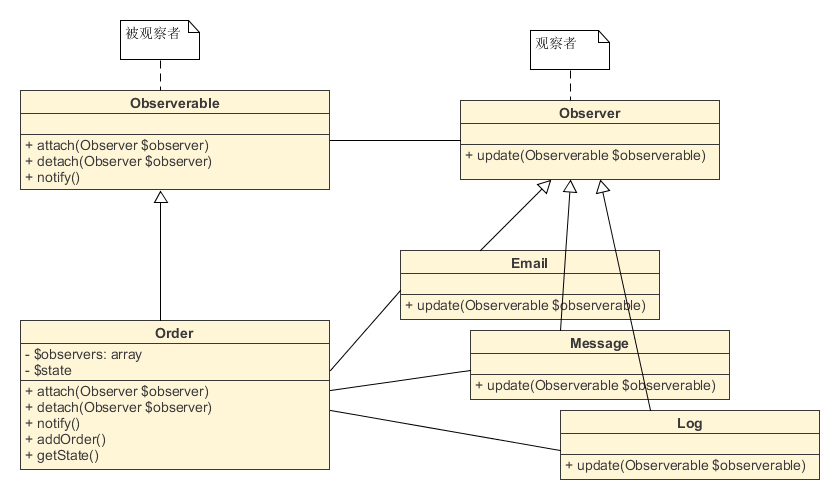 被观察者
Observerable
+ attach(Observer $observer)
+ detach(Observer $observer)
+ notify()
观察者
Observer
+ update(Observerable $observerable)
Email
+ update(Observerable $observerable)
Order
- $observers: array
- $state
+ attach(Observer $observer)
+ detach(Observer $observer)
+ notify()
+ addOrder()
+ getState()
Message
+ update(Observerable $observerable)
Log
+ update(Observerable $observerable)